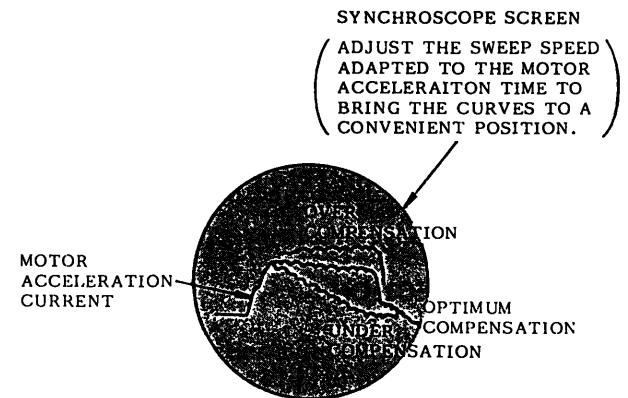 SYNCHROSCOPE SCREEN
ADJUST THE SWEEP SPEED
ADAPTED TO THE MOTOR
ACCELERAITON TIME TO
BRING THE CURVES TO A
CONVENIENT POSITION.
OVER
COMPENSATION
MOTOR
ACCELERATION
CURRENT
OPTIMUM
COMPENSATION
UNDER
COMPENSATION